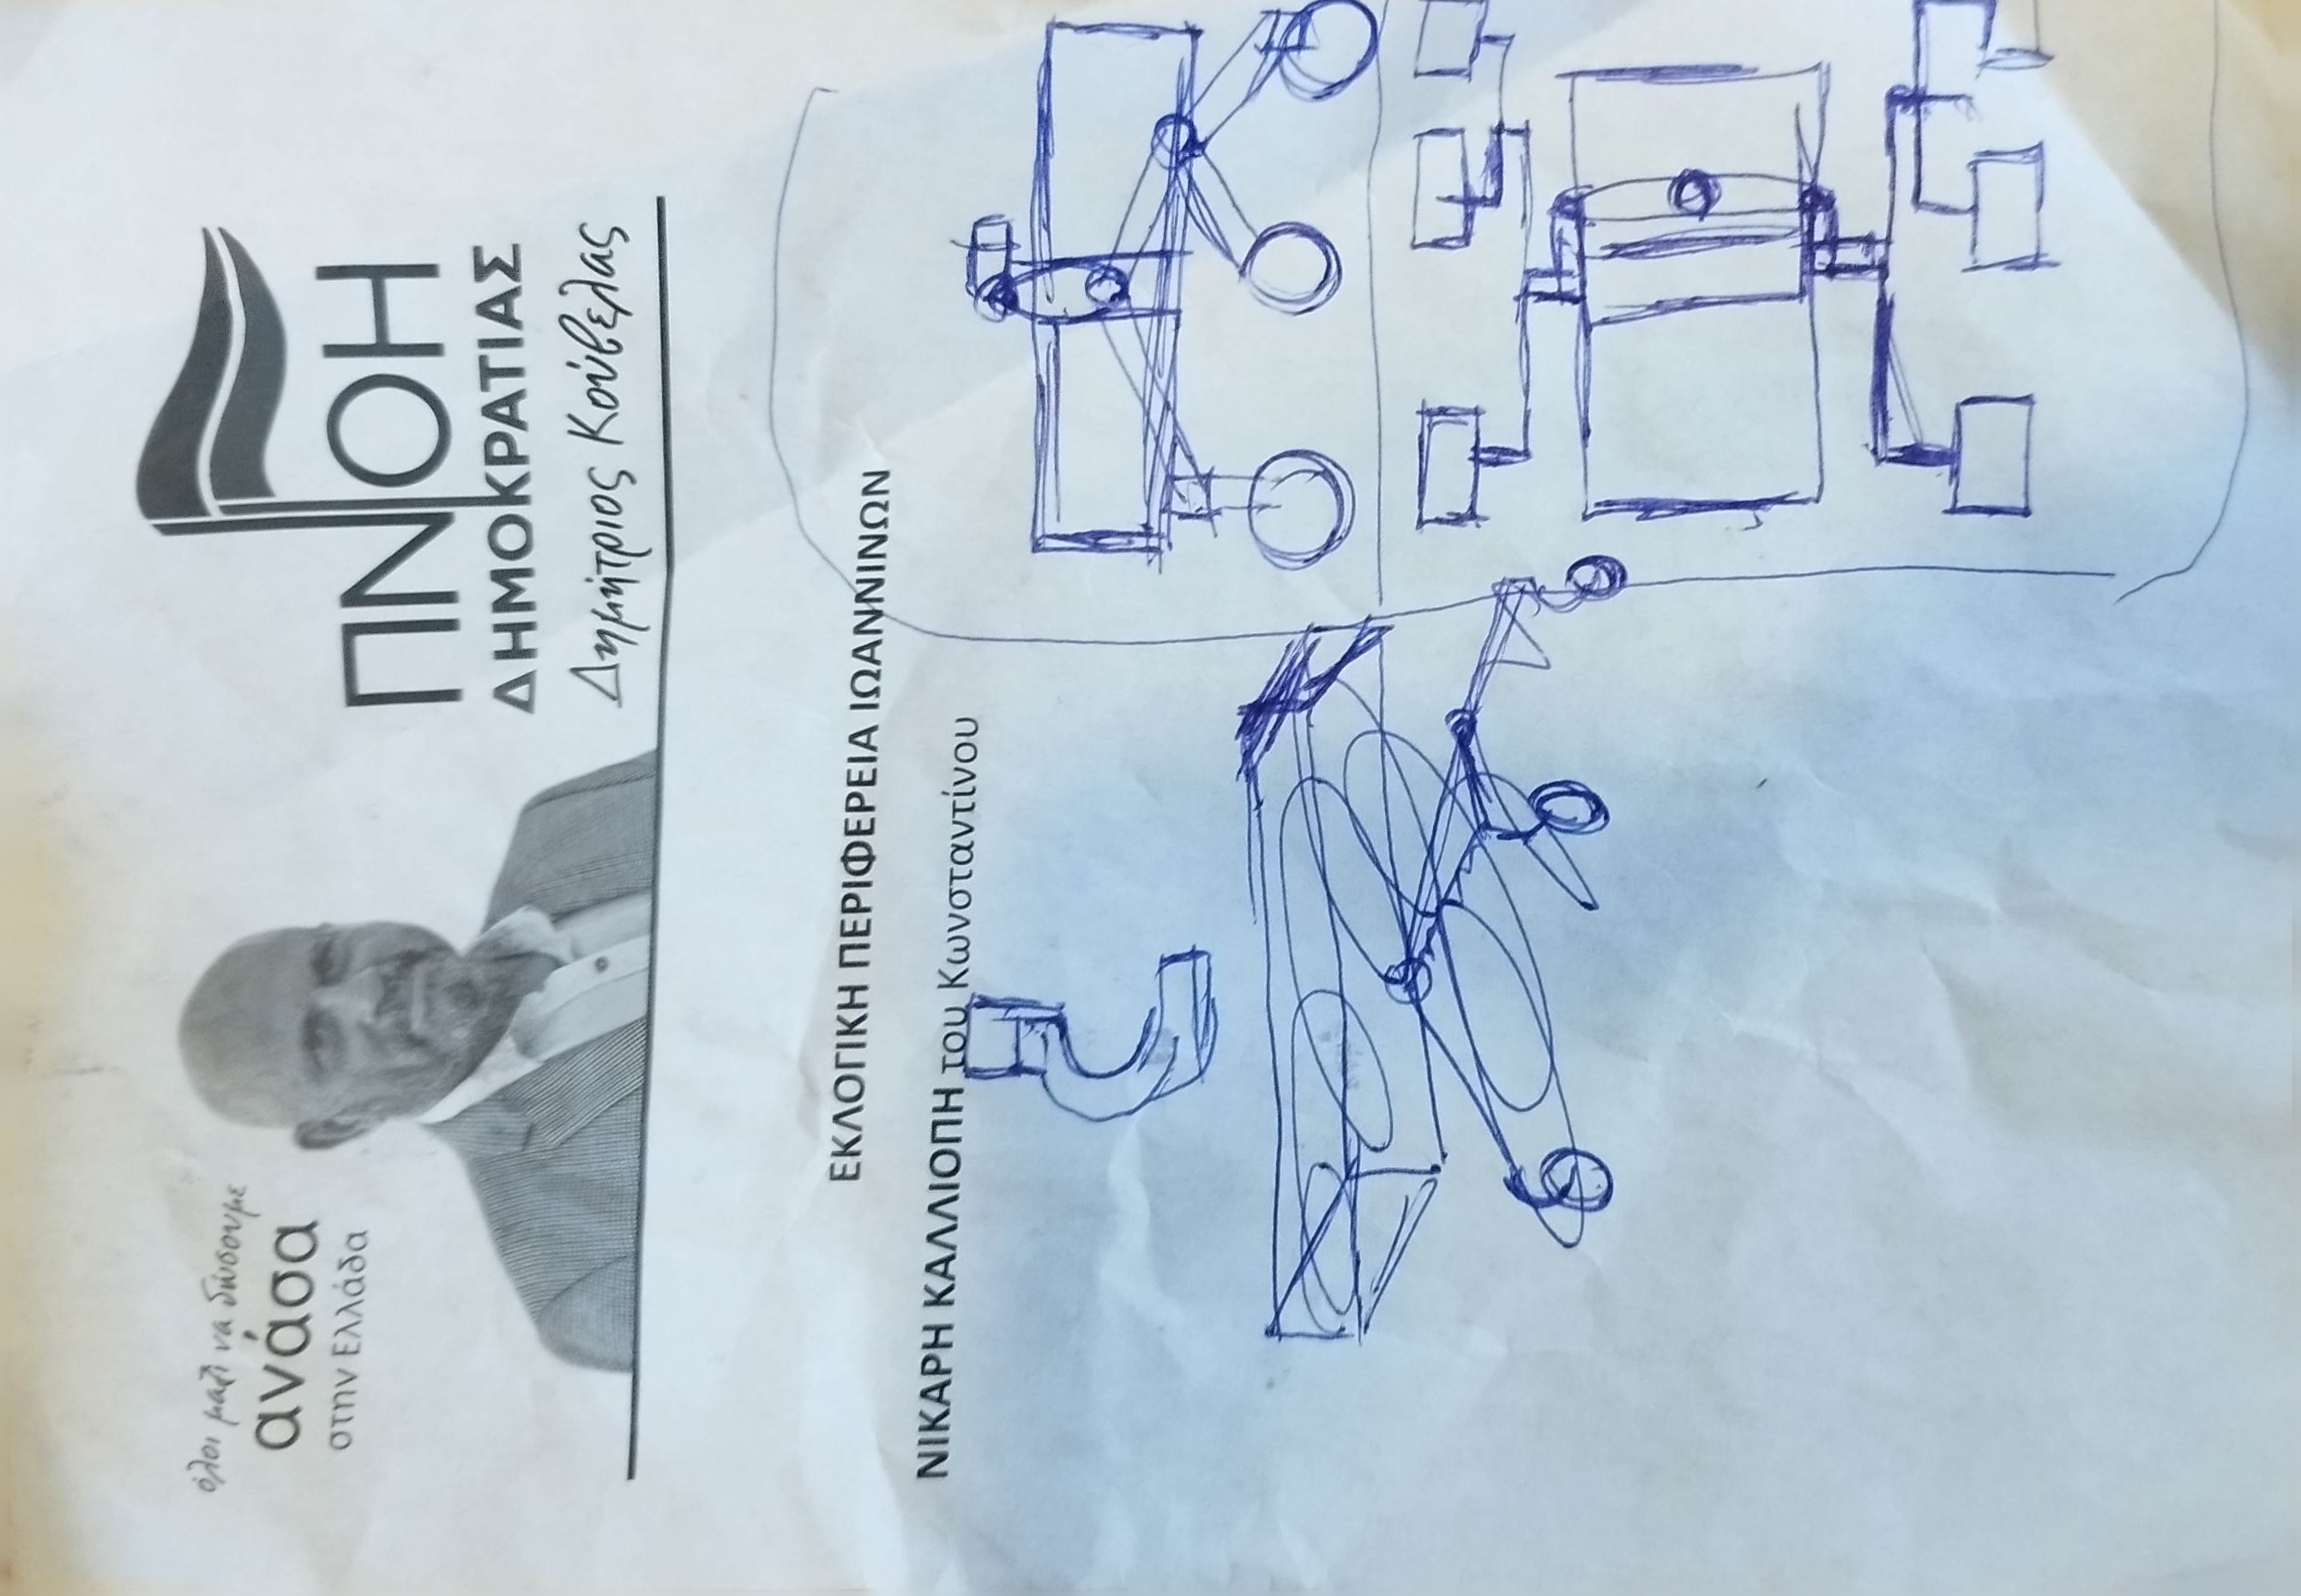 όλοι μαζί να δώσουμε
ανάσα
στην Ελλάδα
ΠΝΟΗ
ΔΗΜΟΚΡΑΤΙΑΣ
Δημήτριος Κούβελας
ΕΚΛΟΓΙΚΗ ΠΕΡΙΦΕΡΕΙΑ ΙΩΑΝΝΙΝΩΝ
ΝΙΚΑΡΗ ΚΑΛΛΙΟΠΗ του Κωνσταντίνου